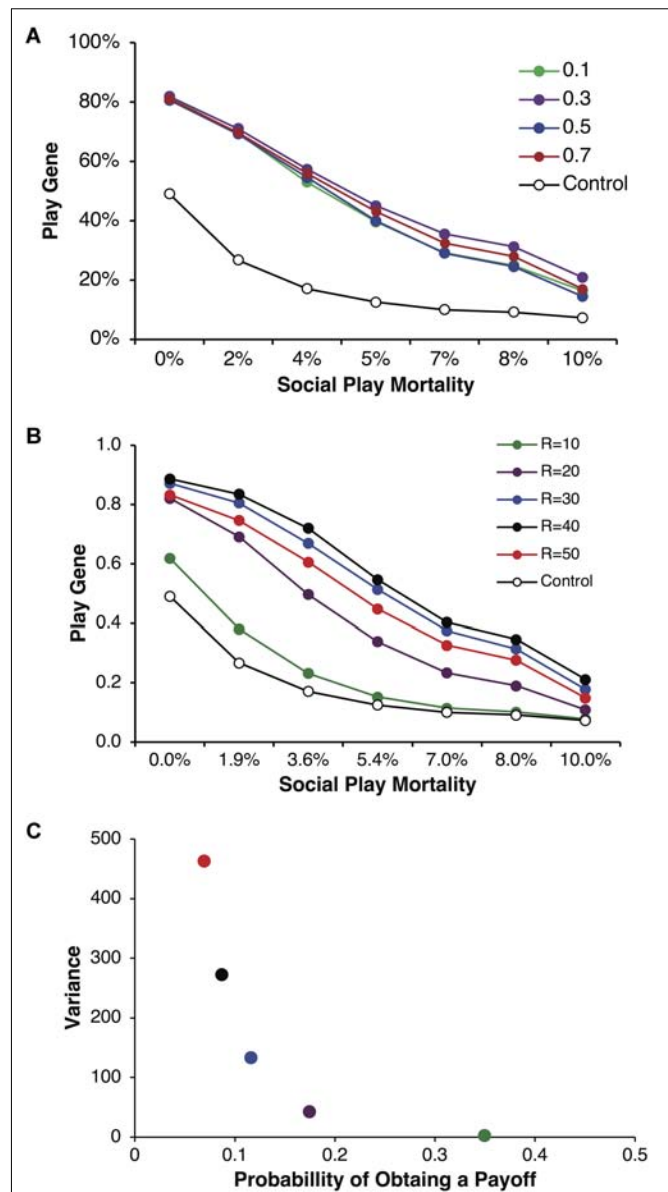 A
100%
80%
60%
40%
20%
0%
Play Gene
0.1
0.3
0.5
0.7
Control
0% 2% 4% 5% 7% 8% 10%
Social Play Mortality
B
1.0
0.8
0.6
0.4
0.2
0.0
Play Gene
R=10
R=20
R=30
R=40
R=50
Control
0.0% 1.9% 3.6% 5.4% 7.0% 8.0% 10.0%
Social Play Mortality
C
500
400
300
200
100
0
Variance
0 0.1 0.2 0.3 0.4 0.5
Probabillity of Obtaing a Payoff